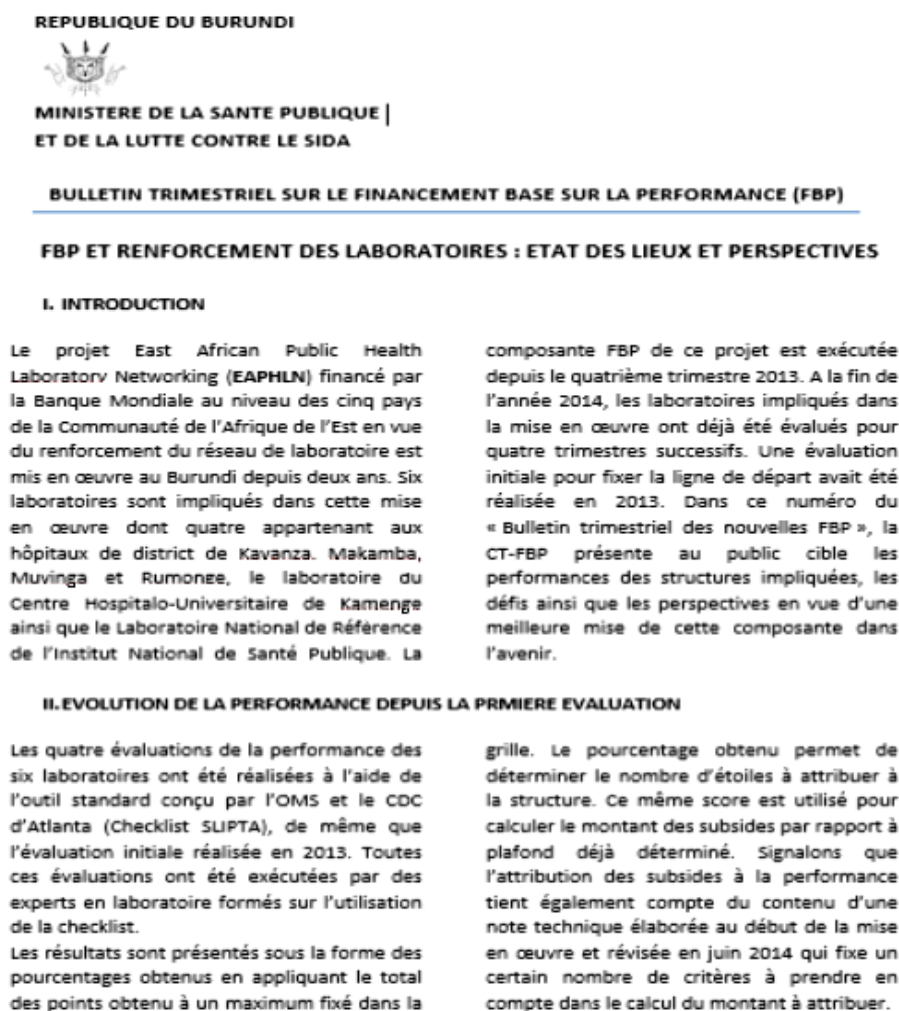 REPUBLIQUE DU BURUNDI
MINISTERE DE LA SANTE PUBLIQUE
ET DE LA LUTTE CONTRE LE SIDA
BULLETIN TRIMESTRIEL SUR LE FINANCEMENT BASE SUR LA PERFORMANCE (FBP)
FBP ET RENFORCEMENT DES LABORATOIRES : ETAT DES LIEUX ET PERSPECTIVES
I. INTRODUCTION
Le projet East African Public Health
Laboratory Networking (EAPHLN) financé par
la Banque Mondiale au niveau des cinq pays
de la Communauté de l'Afrique de l'Est en vue
du renforcement du réseau de laboratoire est
mis en œuvre au Burundi depuis deux ans. Six
laboratoires sont impliqués dans cette mise
en œuvre dont quatre appartenant aux
hôpitaux de district de Kayanza. Makamba,
Muyinga et Rumonge, le laboratoire du
Centre Hospitalo-Universitaire de Kamenge
ainsi que le Laboratoire National de Référence
de l'Institut National de Santé Publique. La
composante FBP de ce projet est exécutée
depuis le quatrième trimestre 2013. A la fin de
l'année 2014, les laboratoires impliqués dans
la mise en œuvre ont déjà été évalués pour
quatre trimestres successifs. Une évaluation
initiale pour fixer la ligne de départ avait été
réalisée en 2013. Dans ce numéro du
« Bulletin trimestriel des nouvelles FBP », la
CT-FBP présente au public cible les
performances des structures impliquées, les
défis ainsi que les perspectives en vue d'une
meilleure mise de cette composante dans
l'avenir.
II. EVOLUTION DE LA PERFORMANCE DEPUIS LA PRMIERE EVALUATION
Les quatre évaluations de la performance des
six laboratoires ont été réalisées à l'aide de
l'outil standard conçu par l'OMS et le CDC
d'Atlanta (Checklist SLIPTA), de même que
l'évaluation initiale réalisée en 2013. Toutes
ces évaluations ont été exécutées par des
experts en laboratoire formés sur l'utilisation
de la checklist.
Les résultats sont présentés sous la forme des
pourcentages obtenus en appliquant le total
des points obtenu à un maximum fixé dans la
grille. Le pourcentage obtenu permet de
déterminer le nombre d'étoiles à attribuer à
la structure. Ce même score est utilisé pour
calculer le montant des subsides par rapport à
plafond déjà déterminé. Signalons que
l'attribution des subsides à la performance
tient également compte du contenu d'une
note technique élaborée au début de la mise
en œuvre et révisée en juin 2014 qui fixe un
certain nombre de critères à prendre en
compte dans le calcul du montant à attribuer.